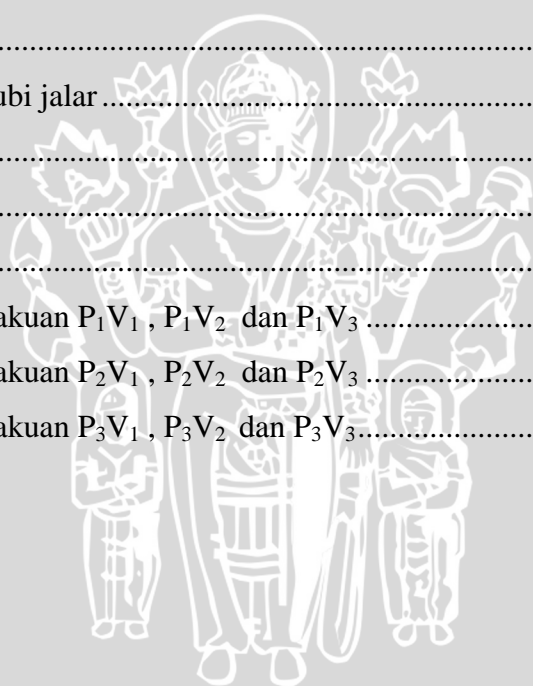 ....................................................................
ubi jalar.......................................................
....................................................................
....................................................................
....................................................................
akuan P₁V₁ , P₁V₂ dan P₁V₃ .....................
akuan P₂V₁ , P₂V₂ dan P₂V₃ .....................
akuan P₃V₁ , P₃V₂ dan P₃V₃......................